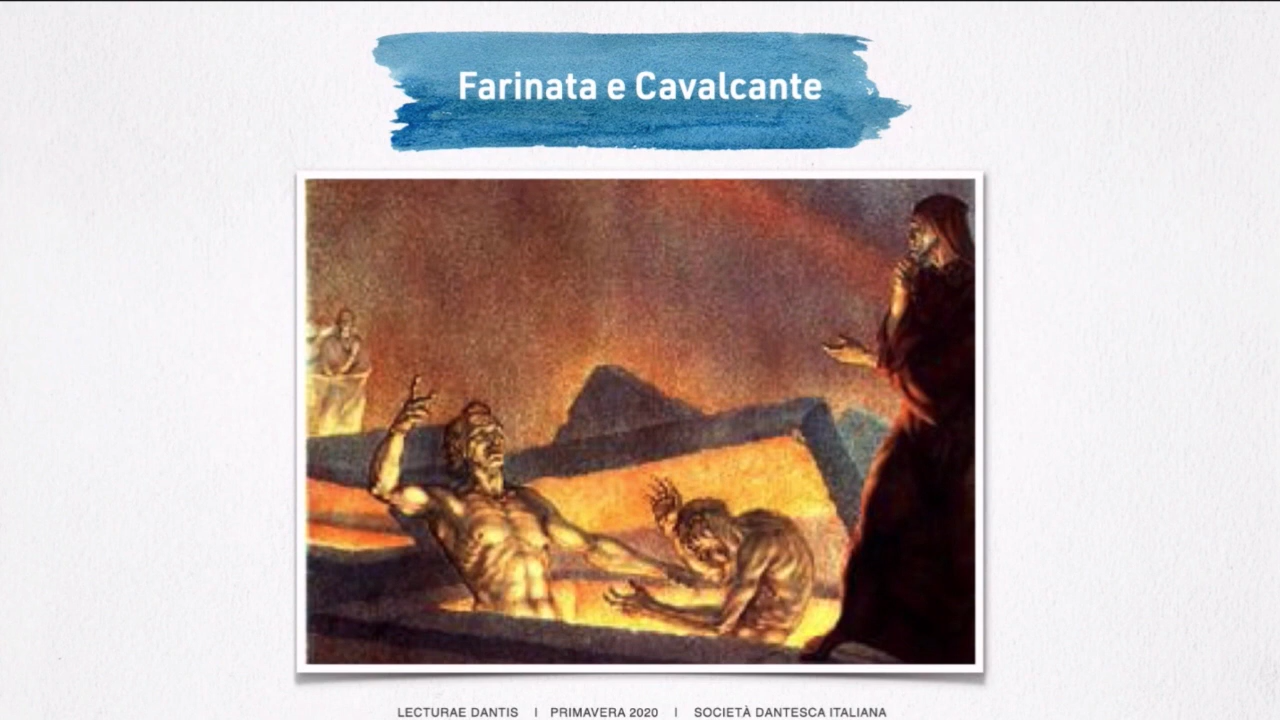 Farinata e Cavalcante
LECTURAE DANTIS | PRIMAVERA 2020 | SOCIETÀ DANTESCA ITALIANA